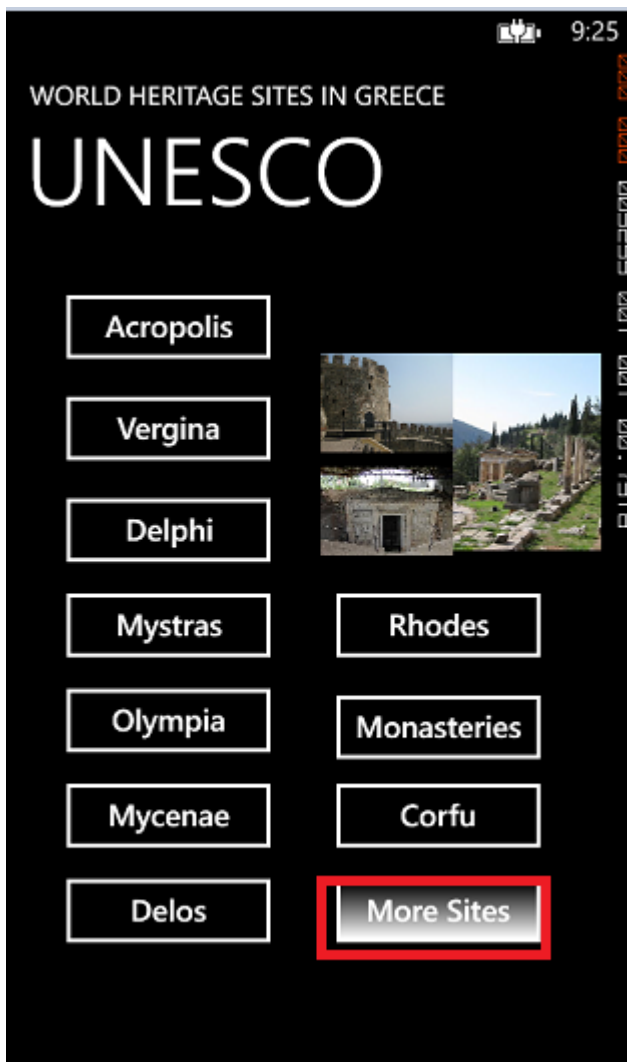 9:25
WORLD HERITAGE SITES IN GREECE
UNESCO
Acropolis
Vergina
Delphi
Mystras
Rhodes
Olympia
Monasteries
Mycenae
Corfu
Delos
More Sites